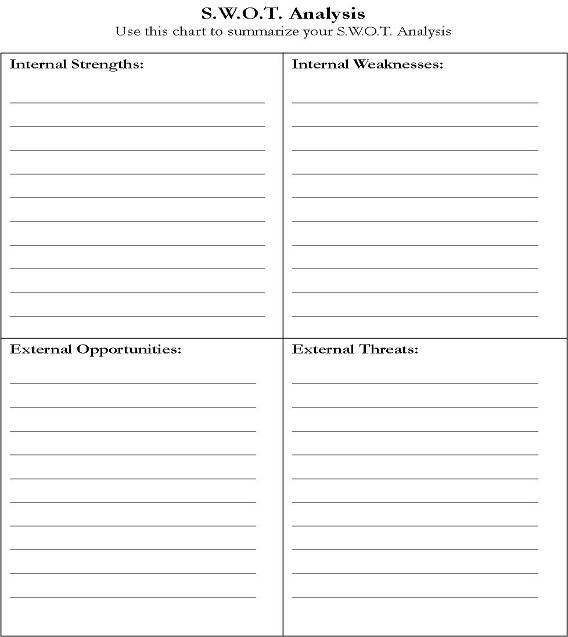 S.W.O.T. Analysis
Use this chart to summarize your S.W.O.T. Analysis
Internal Strengths:
Internal Weaknesses:
External Opportunities:
External Threats: